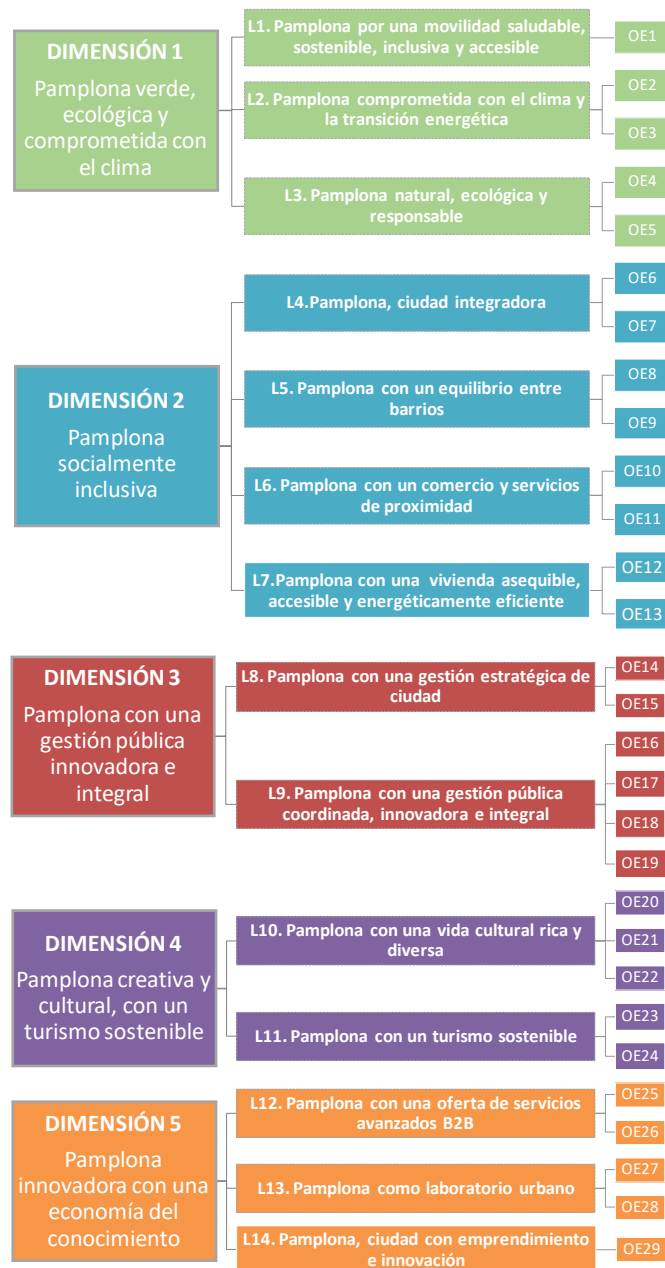 DIMENSIÓN 1
Pamplona verde,
ecológica y
comprometida con
el clima
L1. Pamplona por una movilidad saludable,
sostenible, inclusiva y accesible
OE1
L2. Pamplona comprometida con el clima y
la transición energética
OE2
OE3
L3. Pamplona natural, ecológica y
responsable
OE4
OE5
DIMENSIÓN 2
Pamplona
socialmente
inclusiva
L4.Pamplona, ciudad integradora
OE6
OE7
L5. Pamplona con un equilibrio entre
barrios
OE8
OE9
L6. Pamplona con un comercio y servicios
de proximidad
OE10
OE11
L7.Pamplona con una vivienda asequible,
accesible y energéticamente eficiente
OE12
OE13
DIMENSIÓN 3
Pamplona con una
gestión pública
innovadora e
integral
L8. Pamplona con una gestión estratégica de
ciudad
OE14
OE15
L9. Pamplona con una gestión pública
coordinada, innovadora e integral
OE16
OE17
OE18
OE19
DIMENSIÓN 4
Pamplona creativa y
cultural, con un
turismo sostenible
L10. Pamplona con una vida cultural rica y
diversa
OE20
OE21
OE22
L11. Pamplona con un turismo sostenible
OE23
OE24
DIMENSIÓN 5
Pamplona
innovadora con una
economía del
conocimiento
L12. Pamplona con una oferta de servicios
avanzados B2B
OE25
OE26
L13. Pamplona como laboratorio urbano
OE27
OE28
L14. Pamplona, ciudad con emprendimiento
e innovación
OE29